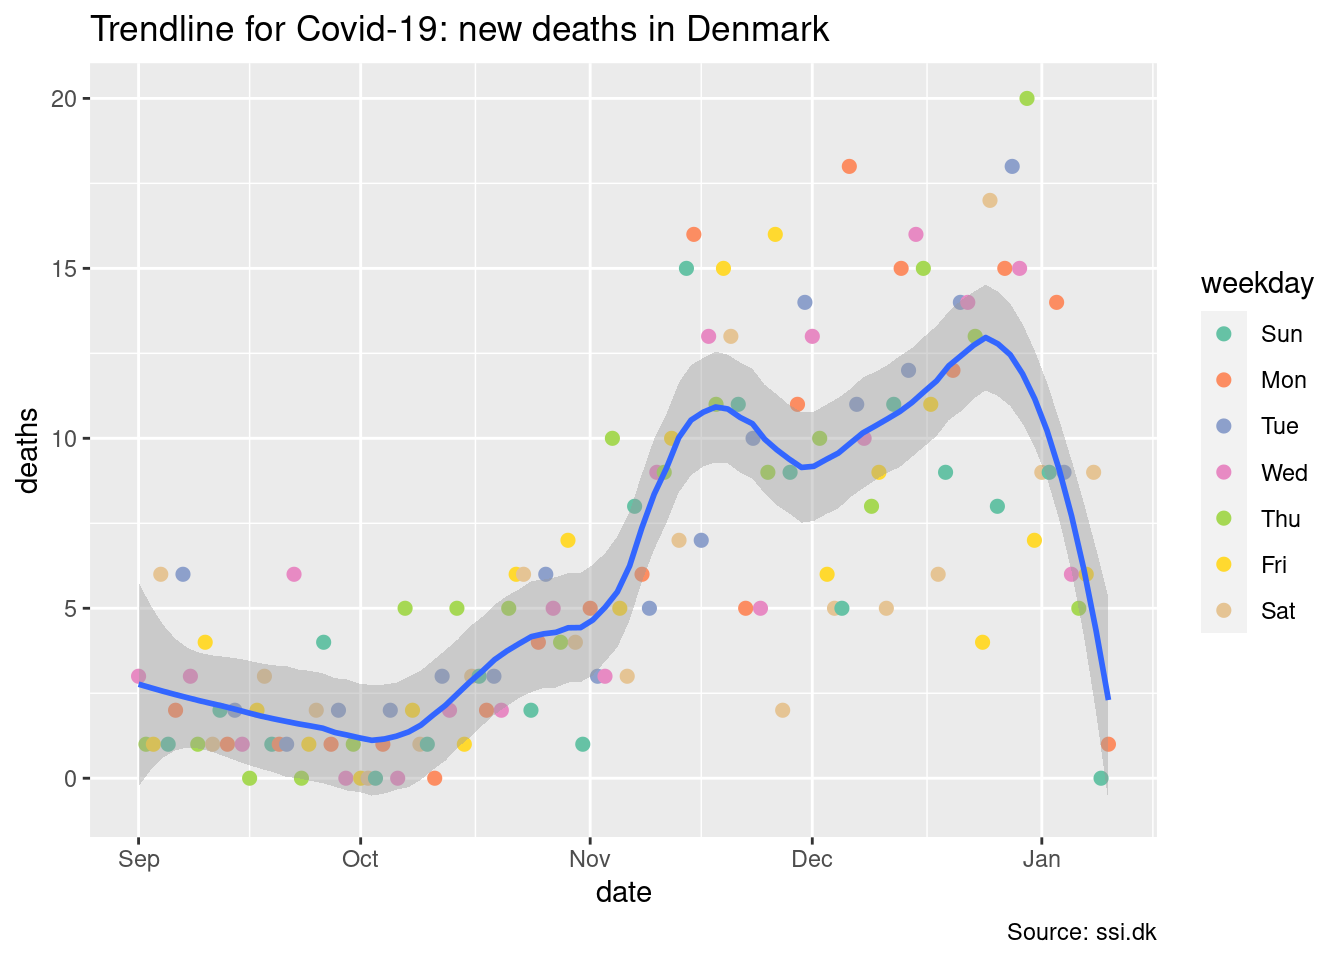 Trendline for Covid-19: new deaths in Denmark
20
15
10
5
0
deaths
Sep Oct Nov Dec Jan
date
weekday
Sun
Mon
Tue
Wed
Thu
Fri
Sat
Source: ssi.dk